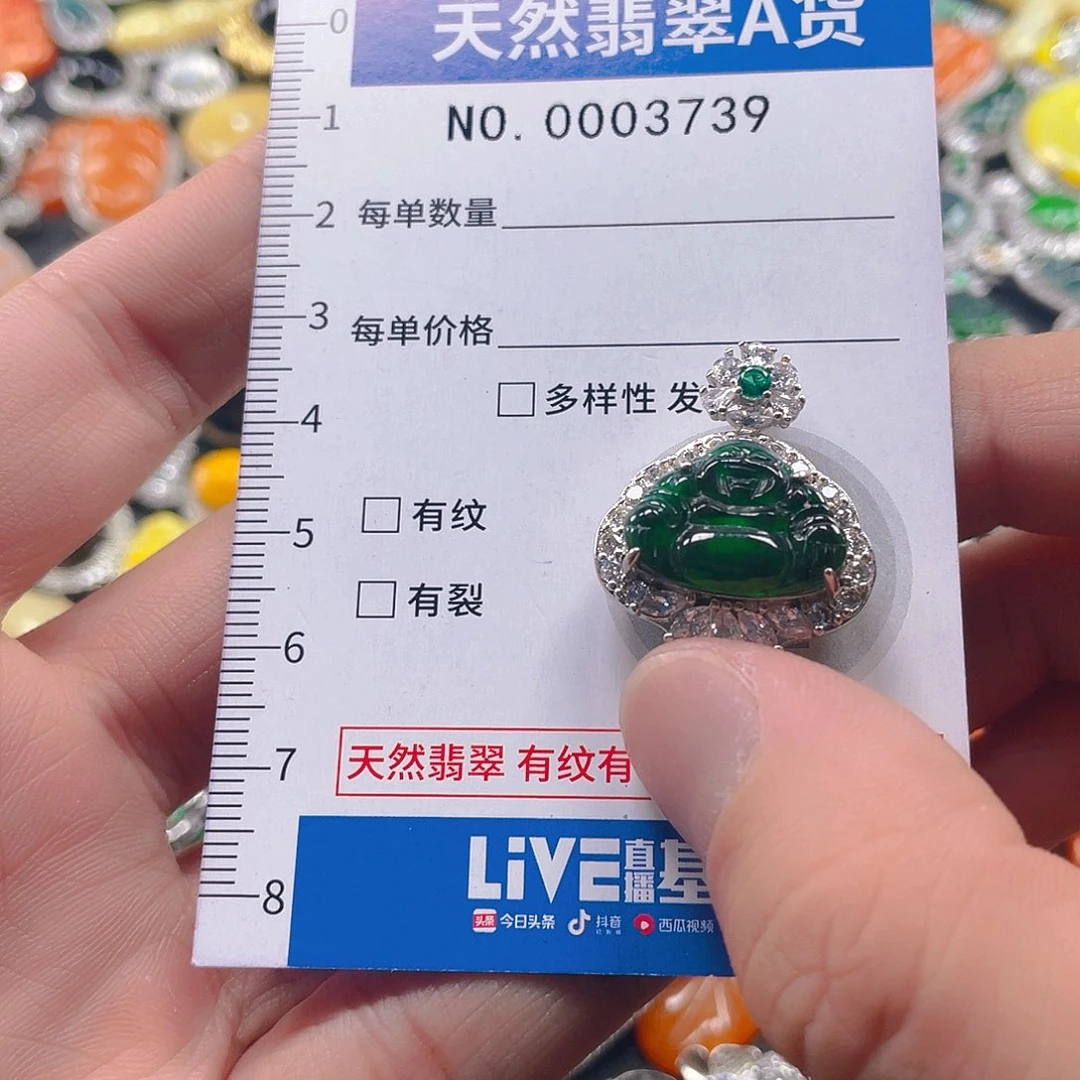 天然翡翠A货
NO. 0003739
0
1
2
3
4
5
6
7
8
每单数量
每单价格
多样性 发
有纹
有裂
天然翡翠 有纹有
LiVE直播基
头条 今日头条 抖音 西瓜视频